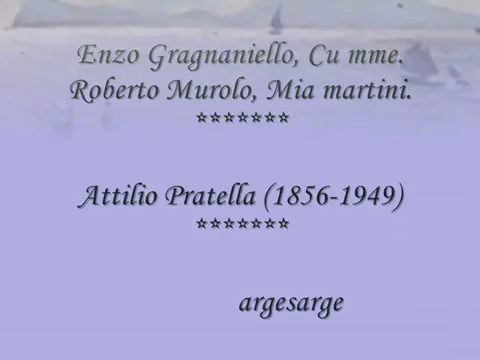 Enzo Gragnaniello, Cu mme.
Roberto Murolo, Mia martini.
*******
Attilio Pratella (1856-1949)
*******
argesarge